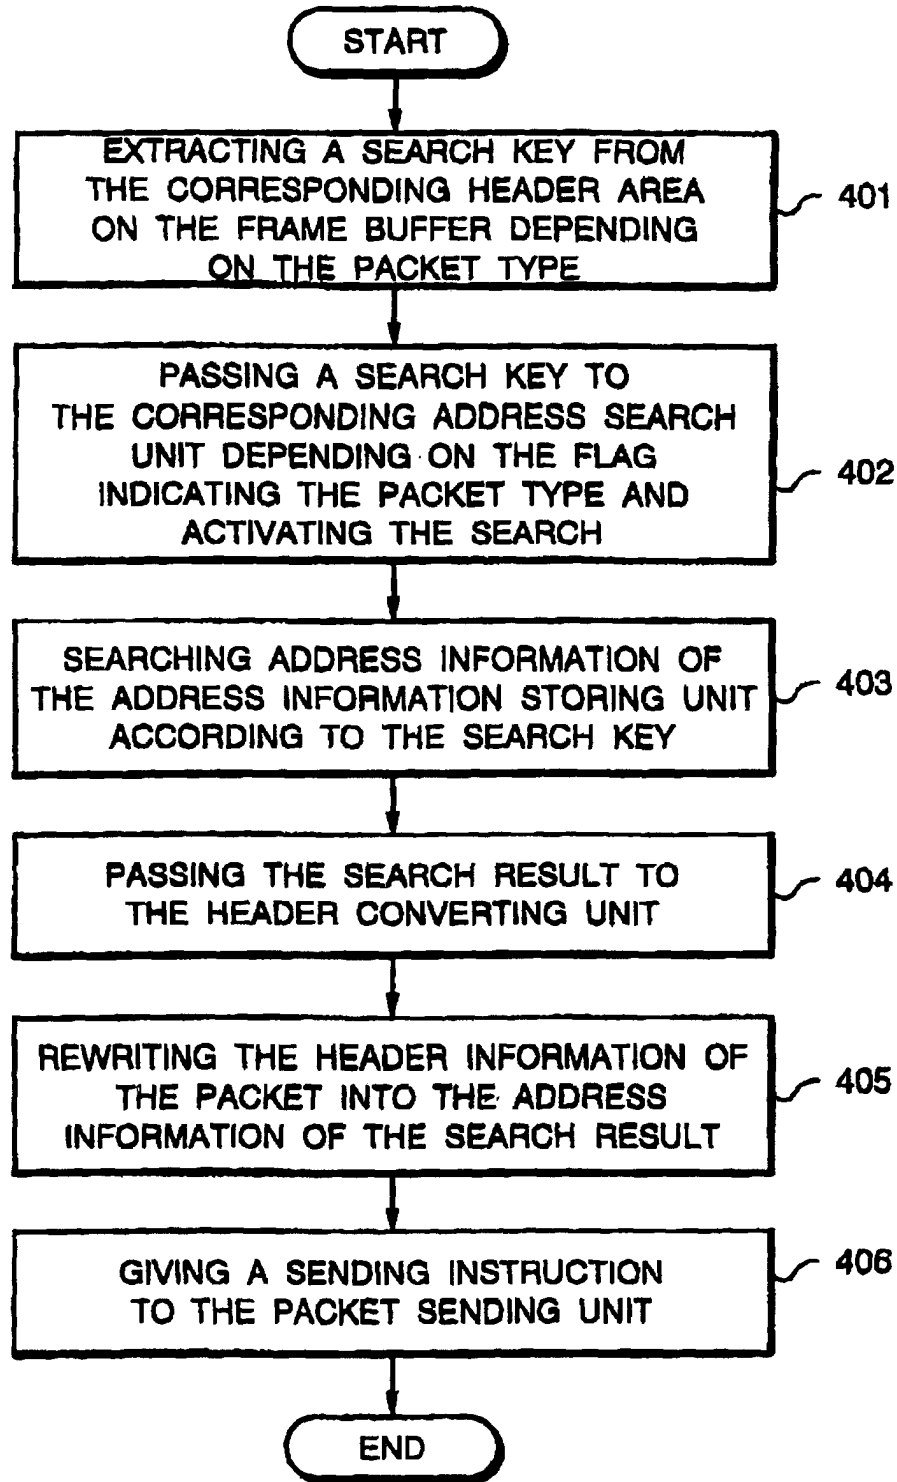 START
EXTRACTING A SEARCH KEY FROM
THE CORRESPONDING HEADER AREA
ON THE FRAME BUFFER DEPENDING
ON THE PACKET TYPE
401
PASSING A SEARCH KEY TO
THE CORRESPONDING ADDRESS SEARCH
UNIT DEPENDING ON THE FLAG
INDICATING THE PACKET TYPE AND
ACTIVATING THE SEARCH
402
SEARCHING ADDRESS INFORMATION OF
THE ADDRESS INFORMATION STORING UNIT
ACCORDING TO THE SEARCH KEY
403
PASSING THE SEARCH RESULT TO
THE HEADER CONVERTING UNIT
404
REWRITING THE HEADER INFORMATION OF
THE PACKET INTO THE ADDRESS
INFORMATION OF THE SEARCH RESULT
405
GIVING A SENDING INSTRUCTION
TO THE PACKET SENDING UNIT
406
END